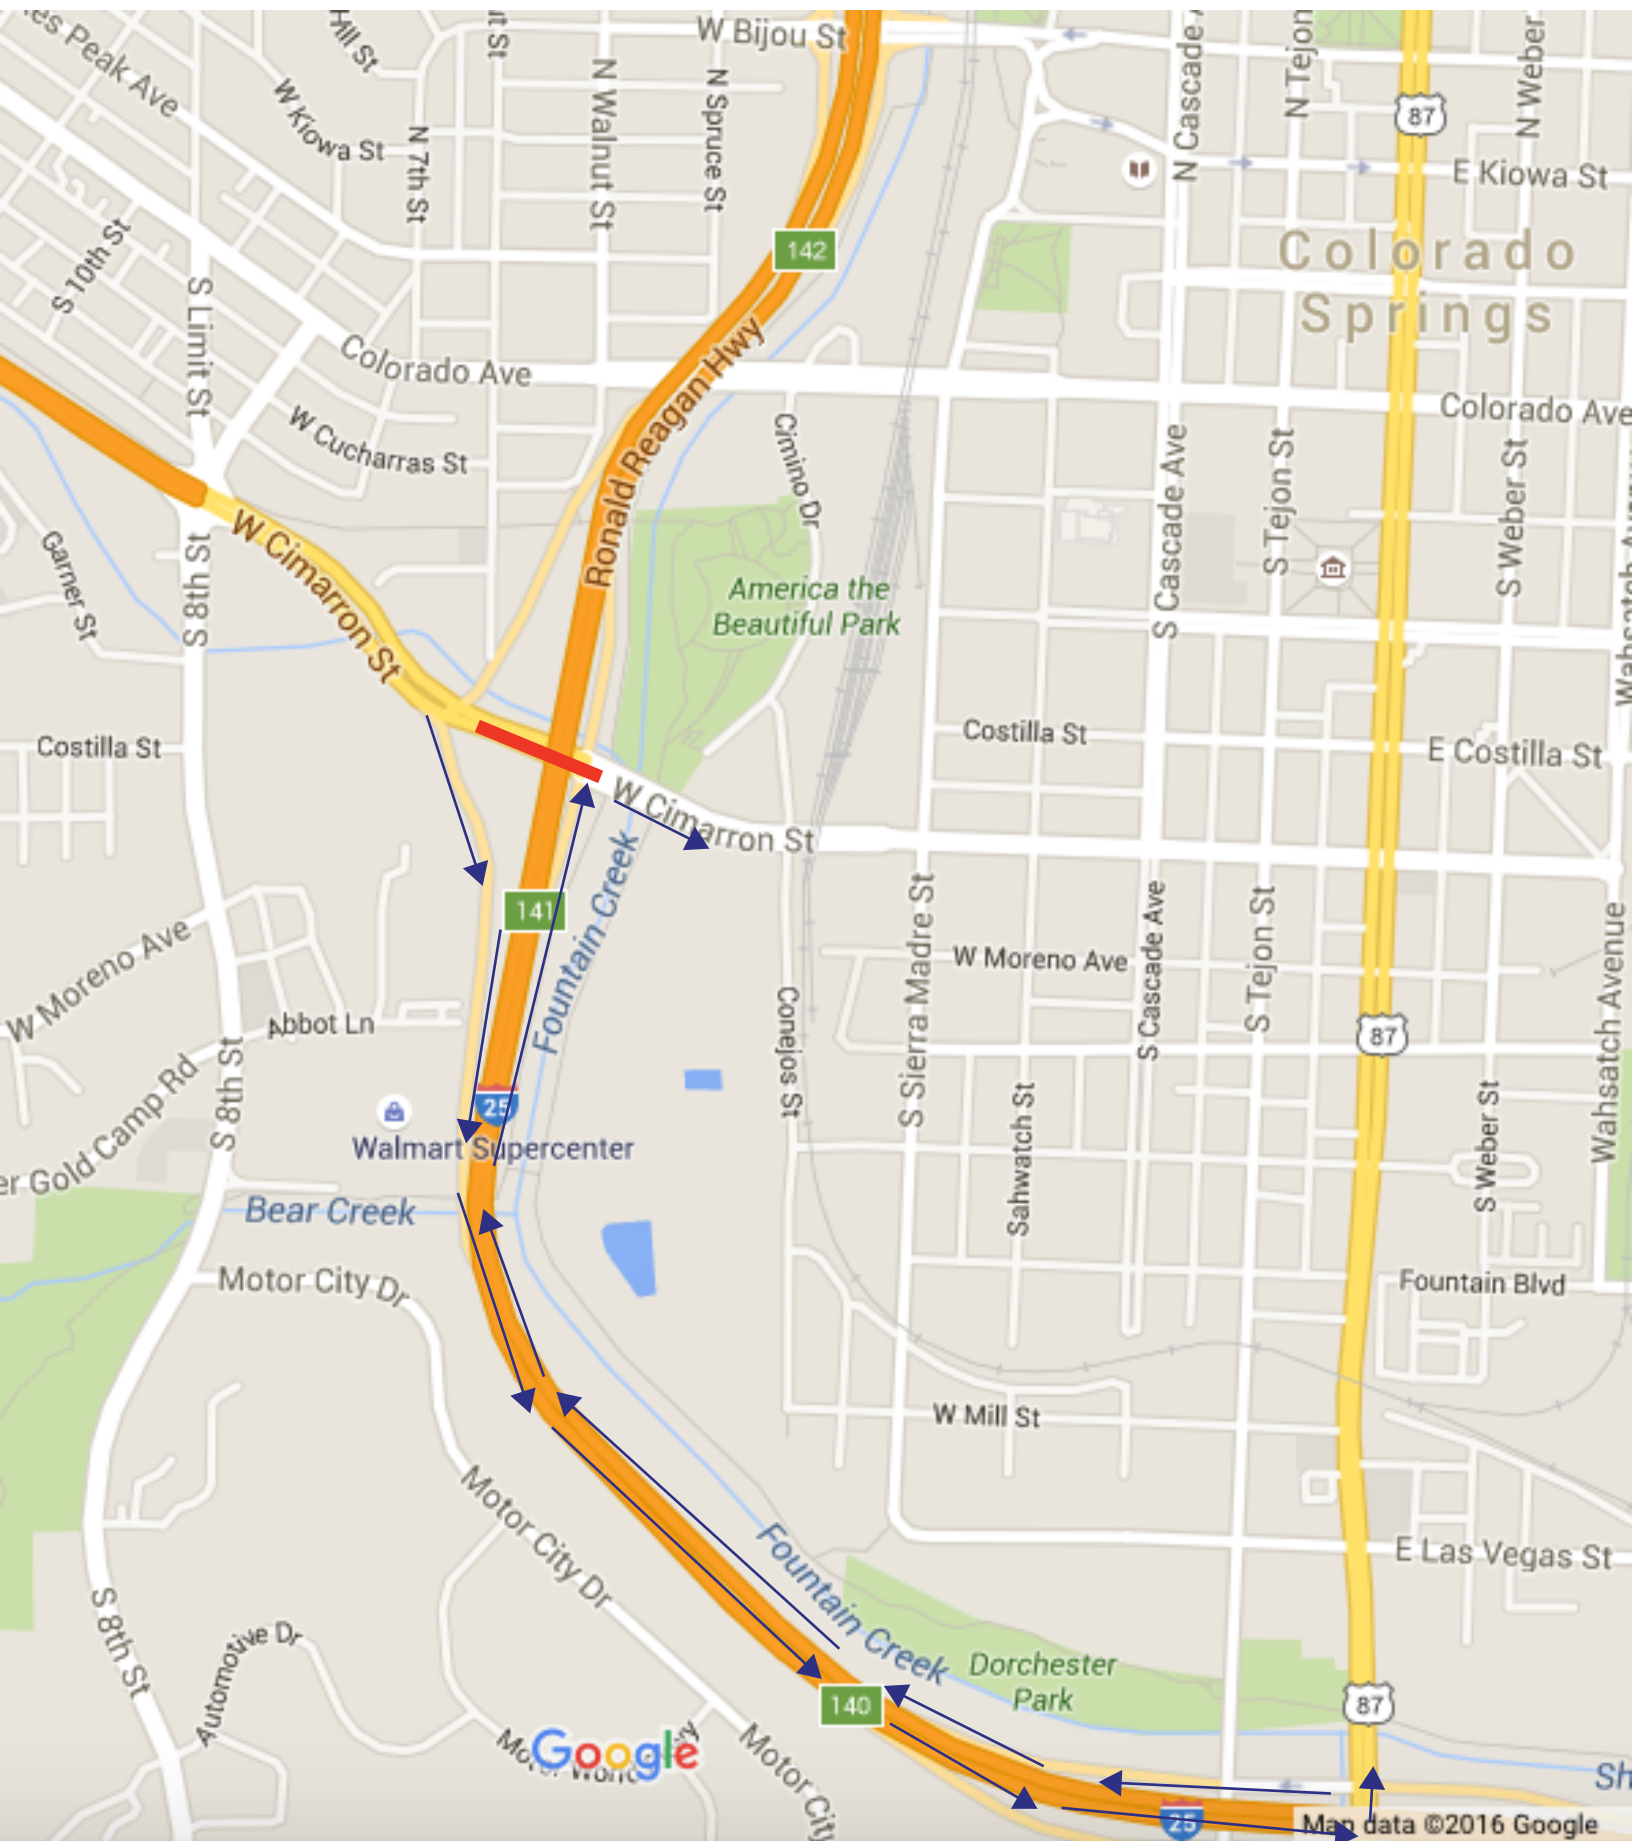 W Bijou St
Hill St
ut St
N Cascade A
N Tejon
N Weber
es Peak Ave
W Kiowa St
N 7th St
N Walnut St
N Spruce St
87
E Kiowa St
S 10th St
142
Colorado
Springs
S Limit St
Colorado Ave
Ronald Reagan Hwy
Colorado Ave
W Cucharras St
Cimino Dr
S Cascade Ave
S Tejon St
S Weber St
Garner St
S 8th St
W Cimarron St
America the
Beautiful Park
Costilla St
Costilla St
E Costilla St
W Cimarron St
Fountain Creek
141
W Moreno Ave
W Moreno Ave
S Sierra Madre St
S Cascade Ave
S Tejon St
Wahsatch Avenue
Abbot Ln
Conejos St
87
er Gold Camp Rd
S 8th St
25
Walmart Supercenter
Sahwatch St
S Weber St
Bear Creek
Motor City Dr
Fountain Blvd
W Mill St
Motor City Dr
Fountain Creek
E Las Vegas St
S 8th St
Automotive Dr
Dorchester
Park
140
87
Google
Motor City
Sh
25
Map data ©2016 Google